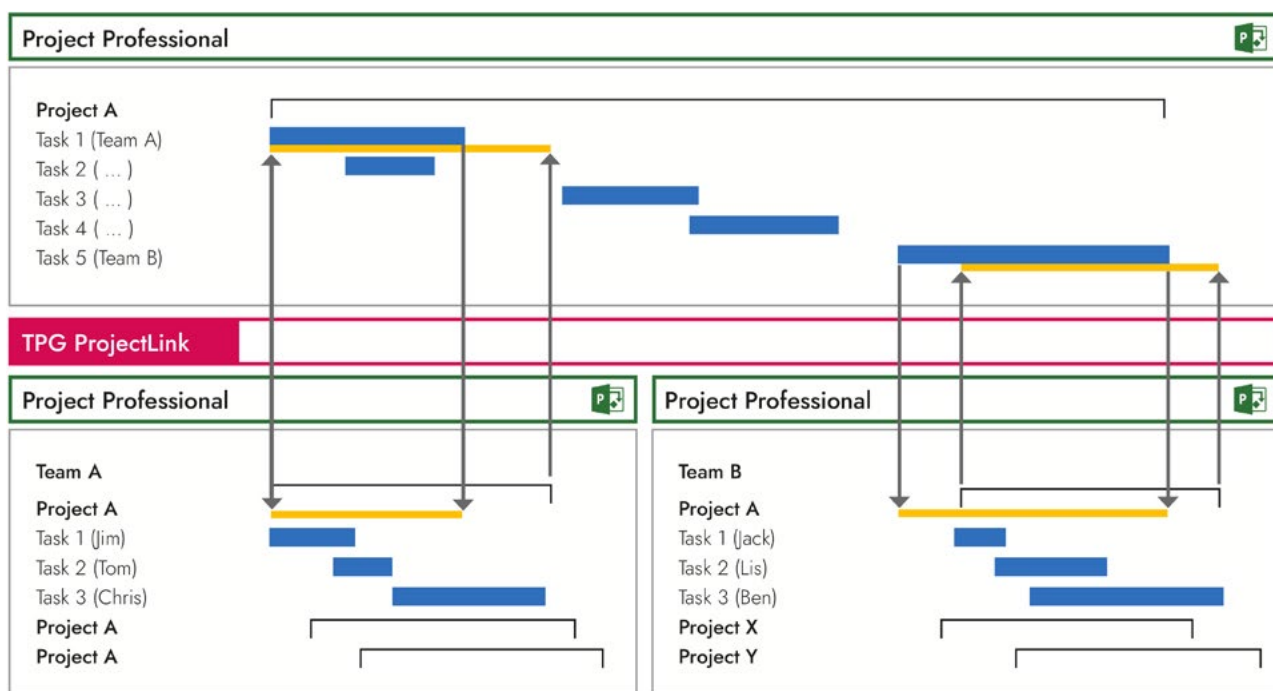 Project Professional
P
Project A
Task 1 (Team A)
Task 2 ( ... )
Task 3 ( ... )
Task 4 ( ... )
Task 5 (Team B)
TPG ProjectLink
Project Professional
P
Team A
Project A
Task 1 (Jim)
Task 2 (Tom)
Task 3 (Chris)
Project A
Project A
Project Professional
P
Team B
Project A
Task 1 (Jack)
Task 2 (Lis)
Task 3 (Ben)
Project X
Project Y